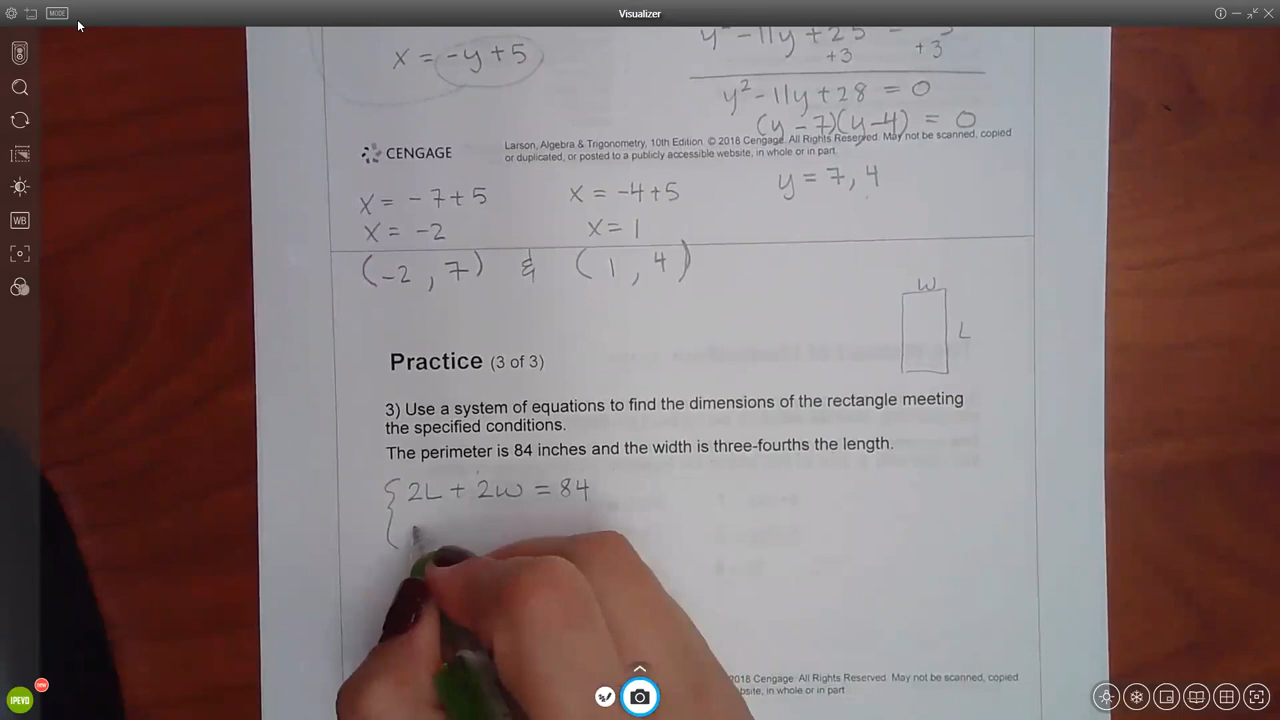 MODE
Visualizer
x = -y + 5
y² - 11y + 25
+3 +3
y² - 11y + 28 = 0
(y - 7)(y - 4) = 0
CENGAGE
Larson, Algebra & Trigonometry, 10th Edition. © 2018 Cengage. All Rights Reserved. May not be scanned, copied
or duplicated, or posted to a publicly accessible website, in whole or in part.
x = -7 + 5
x = -4 + 5
y = 7, 4
x = -2
x = 1
(-2, 7) & (1, 4)
W
L
Practice (3 of 3)
3) Use a system of equations to find the dimensions of the rectangle meeting
the specified conditions.
The perimeter is 84 inches and the width is three-fourths the length.
{ 2L + 2W = 84
2018 Cengage. All Rights Reserved. May not be scanned, copied
bsite, in whole or in part
WB
IPEVO
new